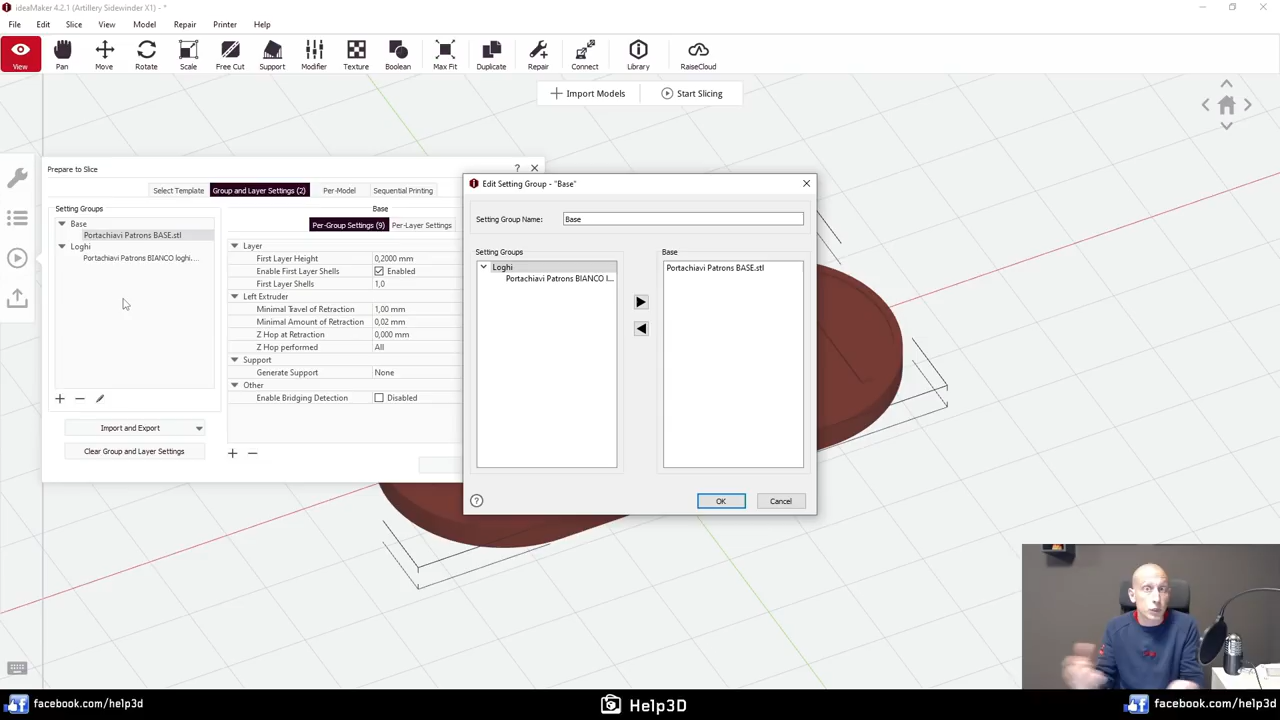 ideaMaker 4.2.1 (Artillery Sidewinder X1) - *
File Edit Slice View Model Repair Printer Help
View Pan Move Rotate Scale Free Cut Support Modifier Texture Boolean Max Fit Duplicate Repair Connect Library RaiseCloud
Import Models Start Slicing
Prepare to Slice ?
Select Template Group and Layer Settings (2) Per-Model Sequential Printing
Setting Groups
Base
Portachiavi Patrons BASE.stl
Loghi
Portachiavi Patrons BIANCO loghi....
Import and Export
Clear Group and Layer Settings
Base
Per-Group Settings (9) Per-Layer Settings
Layer
First Layer Height 0,2000 mm
Enable First Layer Shells Enabled
First Layer Shells 1,0
Left Extruder
Minimal Travel of Retraction 1,00 mm
Minimal Amount of Retraction 0,02 mm
Z Hop at Retraction 0,000 mm
Z Hop performed All
Support
Generate Support None
Other
Enable Bridging Detection Disabled
Edit Setting Group - "Base"
Setting Group Name: Base
Setting Groups
Loghi
Portachiavi Patrons BIANCO l...
Base
Portachiavi Patrons BASE.stl
? OK Cancel
facebook.com/help3d Help3D facebook.com/help3d